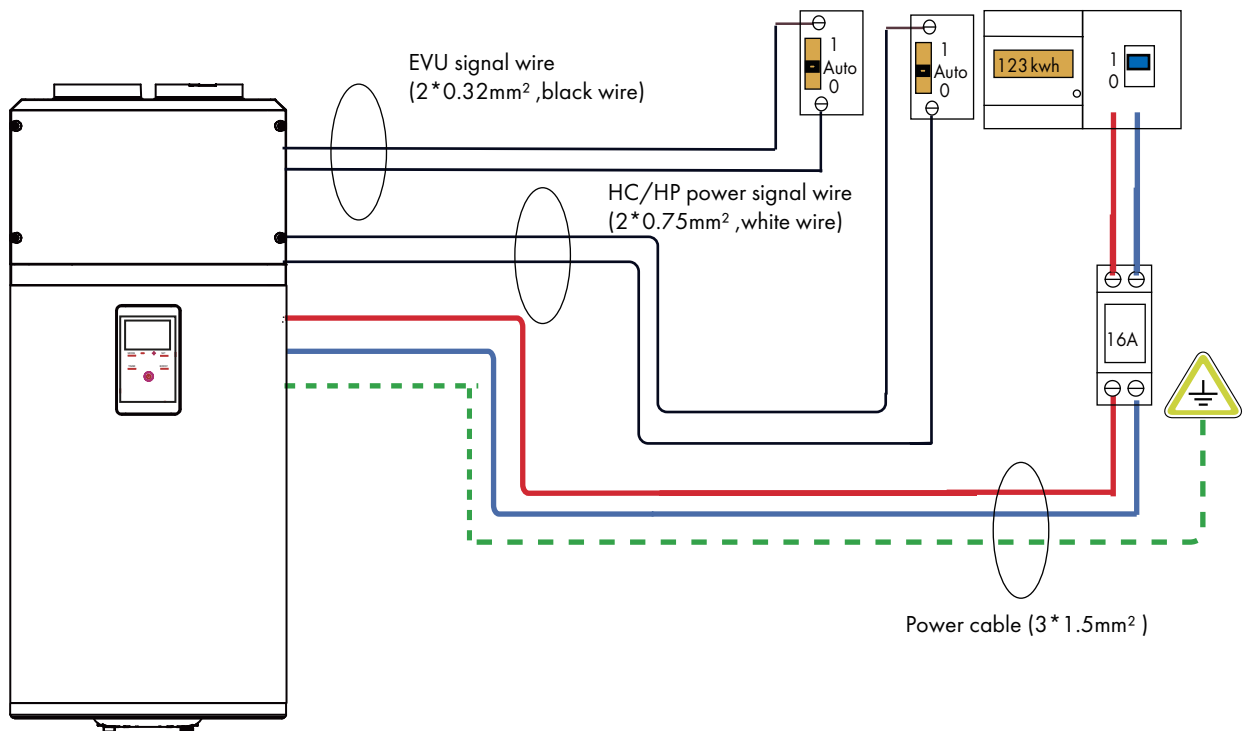 EVU signal wire
(2*0.32mm² ,black wire)
1
Auto
0
1
Auto
0
123 kwh
1
0
HC/HP power signal wire
(2*0.75mm² ,white wire)
16A
Power cable (3*1.5mm² )